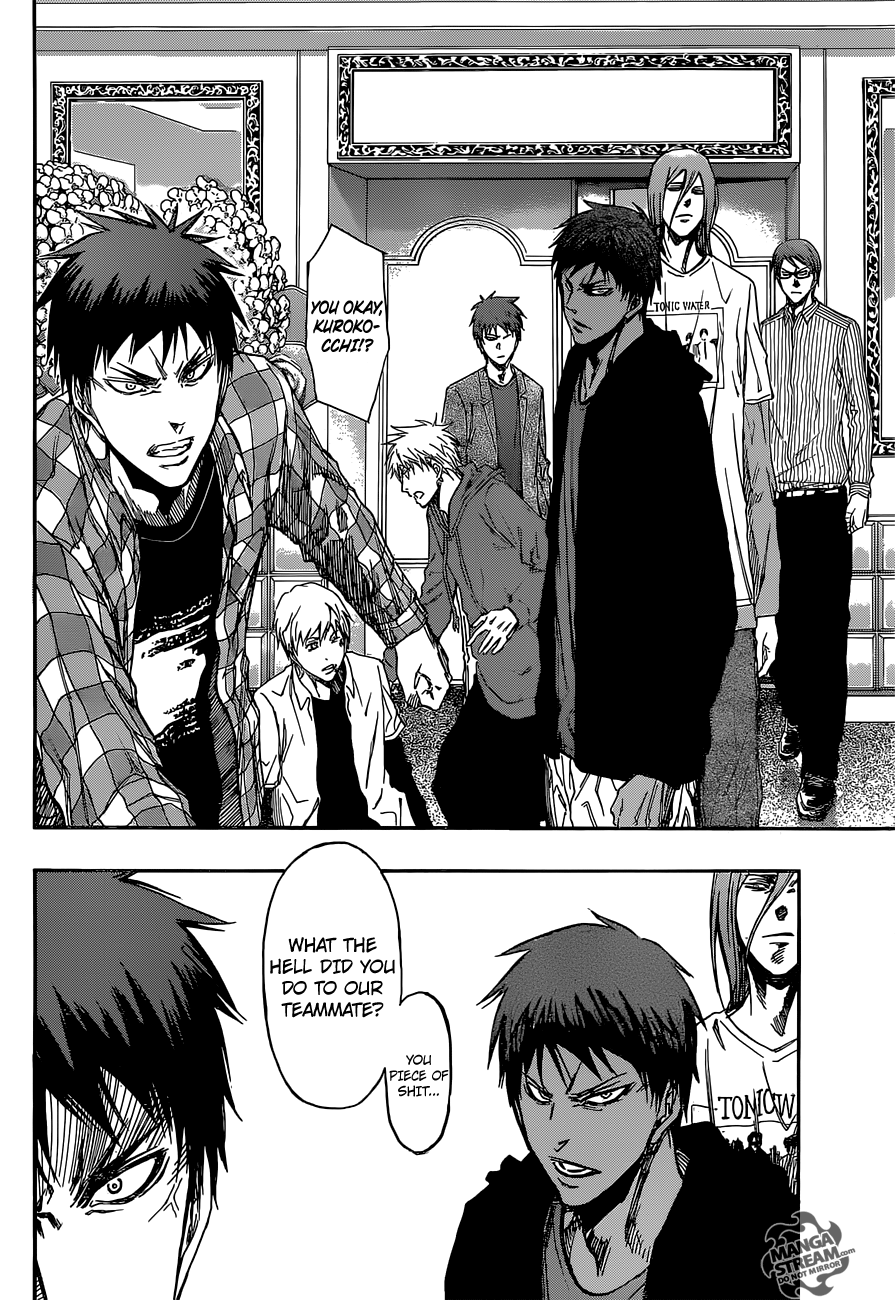 YOU OKAY,
KUROKO-
CCHI!?
TONIC WATER
WHAT THE
HELL DID YOU
DO TO OUR
TEAMMATE?
YOU
PIECE OF
SHIT...
TONIC W
MANGA
STREAM.com
DO NOT MIRROR